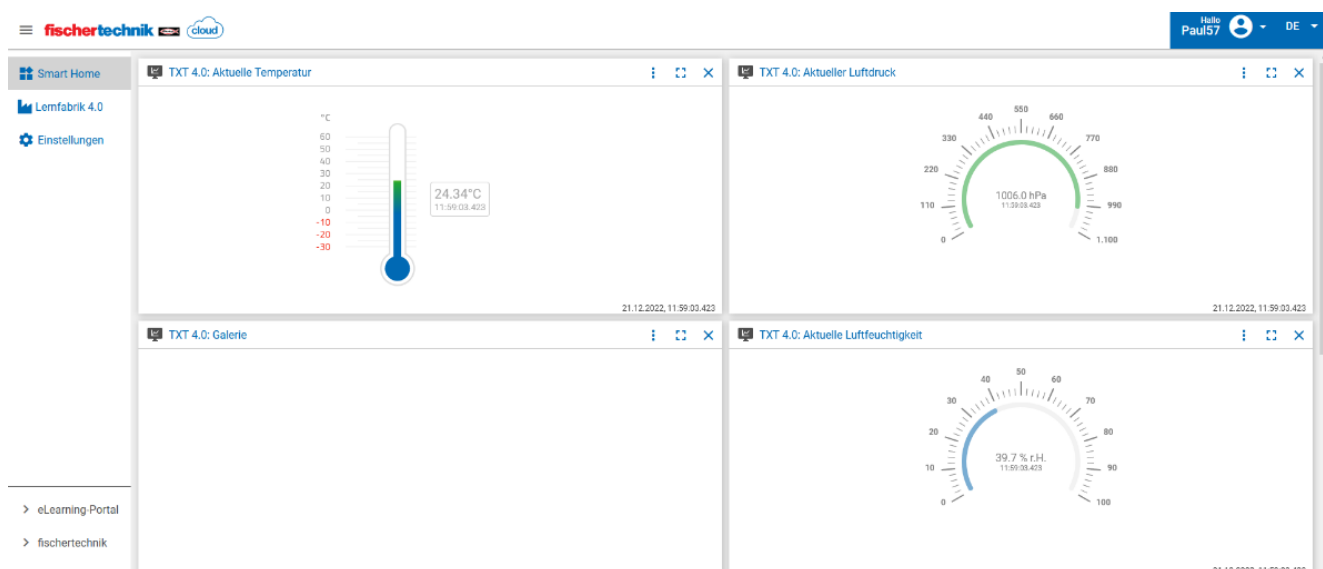 fischertechnik cloud
Hallo
Paul57
DE
Smart Home
Lernfabrik 4.0
Einstellungen
eLearning-Portal
fischertechnik
TXT 4.0: Aktuelle Temperatur
°C
60
50
40
30
20
10
0
-10
-20
-30
24.34°C
11:59:03.423
21.12.2022, 11:59:03.423
TXT 4.0: Aktueller Luftdruck
0
110
220
330
440
550
660
770
880
990
1.100
1006.0 hPa
11:59:03.423
21.12.2022, 11:59:03.423
TXT 4.0: Galerie
TXT 4.0: Aktuelle Luftfeuchtigkeit
0
10
20
30
40
50
60
70
80
90
100
39.7 % r.H.
11:59:03.423